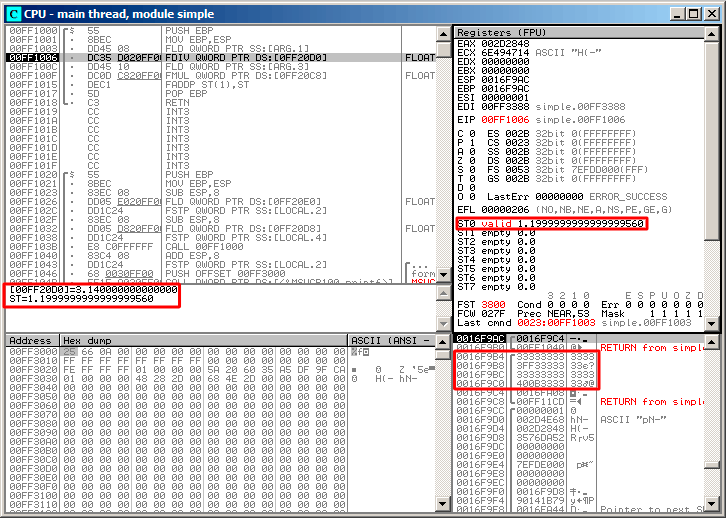 CPU - main thread, module simple
00FF1000 $ 55 PUSH EBP
00FF1001 . 8BEC MOV EBP,ESP
00FF1003 . DD45 08 FLD QWORD PTR SS:[ARG.1]
00FF1006 . DC35 D020FF00 FDIV QWORD PTR DS:[0FF20D0] FLOAT
00FF100C . DD45 10 FLD QWORD PTR SS:[ARG.3]
00FF100F . DC0D C820FF00 FMUL QWORD PTR DS:[0FF20C8] FLOAT
00FF1015 . DEC1 FADDP ST(1),ST
00FF1017 . 5D POP EBP
00FF1018 . C3 RETN
00FF1019 CC INT3
00FF101A CC INT3
00FF101B CC INT3
00FF101C CC INT3
00FF101D CC INT3
00FF101E CC INT3
00FF101F CC INT3
00FF1020 $ 55 PUSH EBP
00FF1021 . 8BEC MOV EBP,ESP
00FF1023 . 83EC 08 SUB ESP,8
00FF1026 . DD05 E020FF00 FLD QWORD PTR DS:[0FF20E0] FLOAT
00FF102C . DD1C24 FSTP QWORD PTR SS:[LOCAL.2]
00FF102F . 83EC 08 SUB ESP,8
00FF1032 . DD05 D820FF00 FLD QWORD PTR DS:[0FF20D8] FLOAT
00FF1038 . DD1C24 FSTP QWORD PTR SS:[LOCAL.4]
00FF103B . E8 C0FFFFFF CALL 00FF1000
00FF1040 . 83C4 08 ADD ESP,8
00FF1043 . DD1C24 FSTP QWORD PTR SS:[LOCAL.2]
00FF1046 . 68 0030FF00 PUSH OFFSET 00FF3000
[00FF20D0]=3.140000000000000
ST=1.1999999999999999560
Registers (FPU)
EAX 002D2848
ECX 6E494714 ASCII "H(-"
EDX 00000000
EBX 00000000
ESP 0016F9AC
EBP 0016F9AC
ESI 00000001
EDI 00FF3388 simple.00FF3388
EIP 00FF1006 simple.00FF1006
C 0 ES 002B 32bit 0(FFFFFFFF)
P 1 CS 0023 32bit 0(FFFFFFFF)
A 0 SS 002B 32bit 0(FFFFFFFF)
Z 0 DS 002B 32bit 0(FFFFFFFF)
S 0 FS 0053 32bit 7EFDD000(FFF)
T 0 GS 002B 32bit 0(FFFFFFFF)
D 0
O 0 LastErr 00000000 ERROR_SUCCESS
EFL 00000206 (NO,NB,NE,A,NS,PE,GE,G)
ST0 valid 1.1999999999999999560
ST1 empty 0.0
ST2 empty 0.0
ST3 empty 0.0
ST4 empty 0.0
ST5 empty 0.0
ST6 empty 0.0
ST7 empty 0.0
3 2 1 0 E S P U O Z D
FST 3800 Cond 0 0 0 0 Err 0 0 0 0 0 0
FCW 027F Prec NEAR,53 Mask 1 1 1 1 1
Last cmnd 0023:00FF1003 simple.00FF1003
Address Hex dump ASCII (ANSI -
00FF3000 25 66 0A 00 00 00 00 00 00 00 00 00 00 00 00 00
00FF3010 FF FF FF FF FF FF FF FF 00 00 00 00 00 00 00 00
00FF3020 FE FF FF FF 01 00 00 00 5A 20 35 65 A5 DF 9F CA
00FF3030 01 00 00 00 48 28 2D 00 68 4E 2D 00 00 00 00 00
00FF3040 00 00 00 00 00 00 00 00 00 00 00 00 00 00 00 00
00FF3050 00 00 00 00 00 00 00 00 00 00 00 00 00 00 00 00
00FF3060 00 00 00 00 00 00 00 00 00 00 00 00 00 00 00 00
00FF3070 00 00 00 00 00 00 00 00 00 00 00 00 00 00 00 00
00FF3080 00 00 00 00 00 00 00 00 00 00 00 00 00 00 00 00
00FF3090 00 00 00 00 00 00 00 00 00 00 00 00 00 00 00 00
00FF30A0 00 00 00 00 00 00 00 00 00 00 00 00 00 00 00 00
00FF30B0 00 00 00 00 00 00 00 00 00 00 00 00 00 00 00 00
00FF30C0 00 00 00 00 00 00 00 00 00 00 00 00 00 00 00 00
00FF30D0 00 00 00 00 00 00 00 00 00 00 00 00 00 00 00 00
00FF30E0 00 00 00 00 00 00 00 00 00 00 00 00 00 00 00 00
00FF30F0 00 00 00 00 00 00 00 00 00 00 00 00 00 00 00 00
00FF3100 00 00 00 00 00 00 00 00 00 00 00 00 00 00 00 00
00FF3110 00 00 00 00 00 00 00 00 00 00 00 00 00 00 00 00
0016F9AC 0016F9C4
0016F9B0 00FF1040 RETURN from simple
0016F9B4 33333333 3333
0016F9B8 3FF33333 33≤?
0016F9BC 33333333 3333
0016F9C0 400B3333 33♂@
0016F9C4 0016FA08
0016F9C8 00FF11CD RETURN from simple
0016F9CC 00000001
0016F9D0 002D4E68 hN- ASCII "pN-"
0016F9D4 002D2848 H(-
0016F9D8 3576DA52
0016F9DC 00000000
0016F9E0 00000000
0016F9E4 7EFDE000
0016F9E8 00000000
0016F9EC 00000000
0016F9F0 0016F9D8
0016F9F4 90141B79
0016F9F8 0016FA44 Pointer to next S